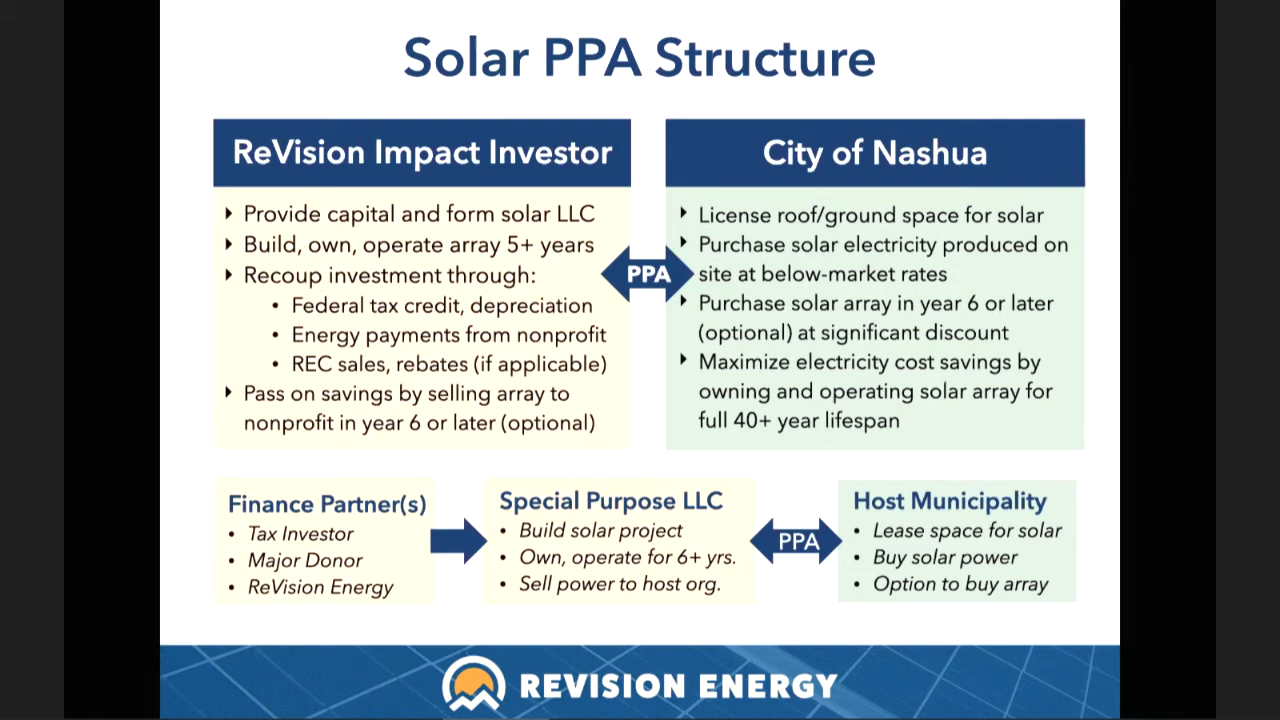 Solar PPA Structure
ReVision Impact Investor
Provide capital and form solar LLC
Build, own, operate array 5+ years
Recoup investment through:
Federal tax credit, depreciation
Energy payments from nonprofit
REC sales, rebates (if applicable)
Pass on savings by selling array to
nonprofit in year 6 or later (optional)
PPA
City of Nashua
License roof/ground space for solar
Purchase solar electricity produced on
site at below-market rates
Purchase solar array in year 6 or later
(optional) at significant discount
Maximize electricity cost savings by
owning and operating solar array for
full 40+ year lifespan
Finance Partner(s)
Tax Investor
Major Donor
ReVision Energy
Special Purpose LLC
Build solar project
Own, operate for 6+ yrs.
Sell power to host org.
PPA
Host Municipality
Lease space for solar
Buy solar power
Option to buy array
REVISION ENERGY